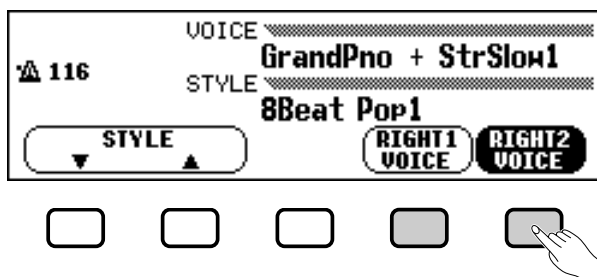 VOICE
GrandPno + StrSlow1
116
STYLE
8Beat Pop1
STYLE
▼ ▲
RIGHT1
VOICE
RIGHT2
VOICE